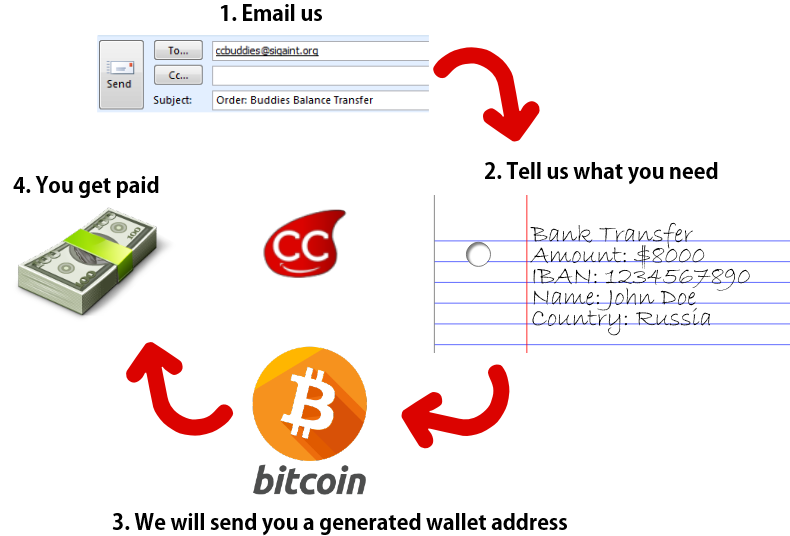 1. Email us
To...
ccbuddies@sigaint.org
Send
Cc...
Subject:
Order: Buddies Balance Transfer
2. Tell us what you need
Bank Transfer
Amount: $8000
IBAN: 1234567890
Name: John Doe
Country: Russia
4. You get paid
100
100
CC
bitcoin
3. We will send you a generated wallet address